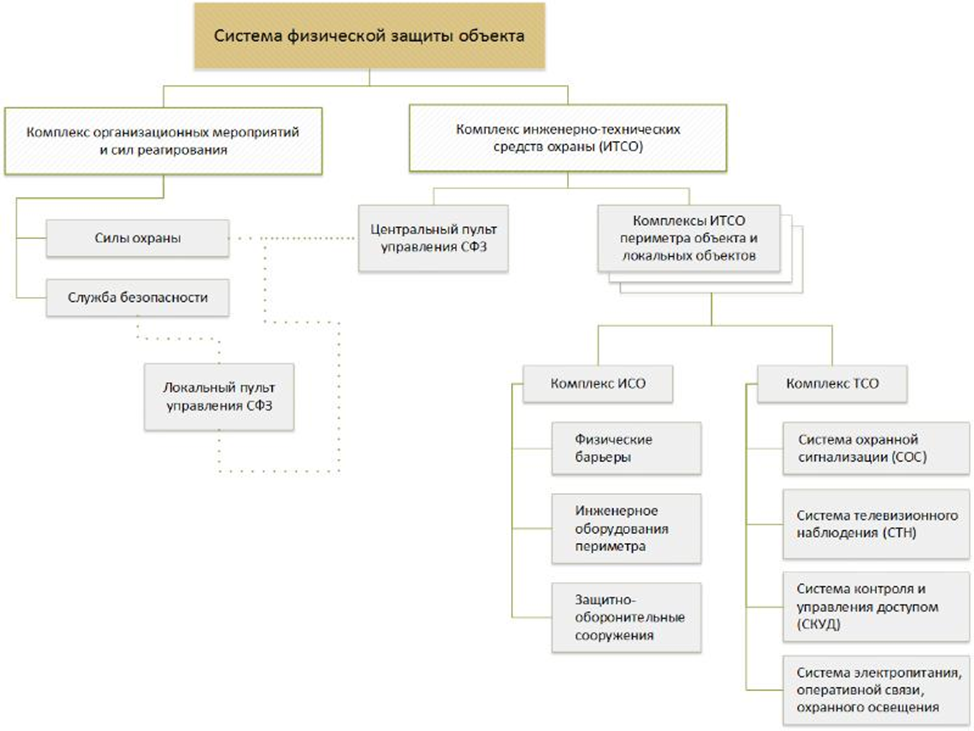 Система физической защиты объекта
Комплекс организационных мероприятий
и сил реагирования
Комплекс инженерно-технических
средств охраны (ИТСО)
Силы охраны
Служба безопасности
Локальный пульт
управления СФЗ
Центральный пульт
управления СФЗ
Комплексы ИТСО
периметра объекта и
локальных объектов
Комплекс ИСО
Физические
барьеры
Инженерное
оборудования
периметра
Защитно-
оборонительные
сооружения
Комплекс ТСО
Система охранной
сигнализации (СОС)
Система телевизионного
наблюдения (СТН)
Система контроля и
управления доступом
(СКУД)
Система электропитания,
оперативной связи,
охранного освещения